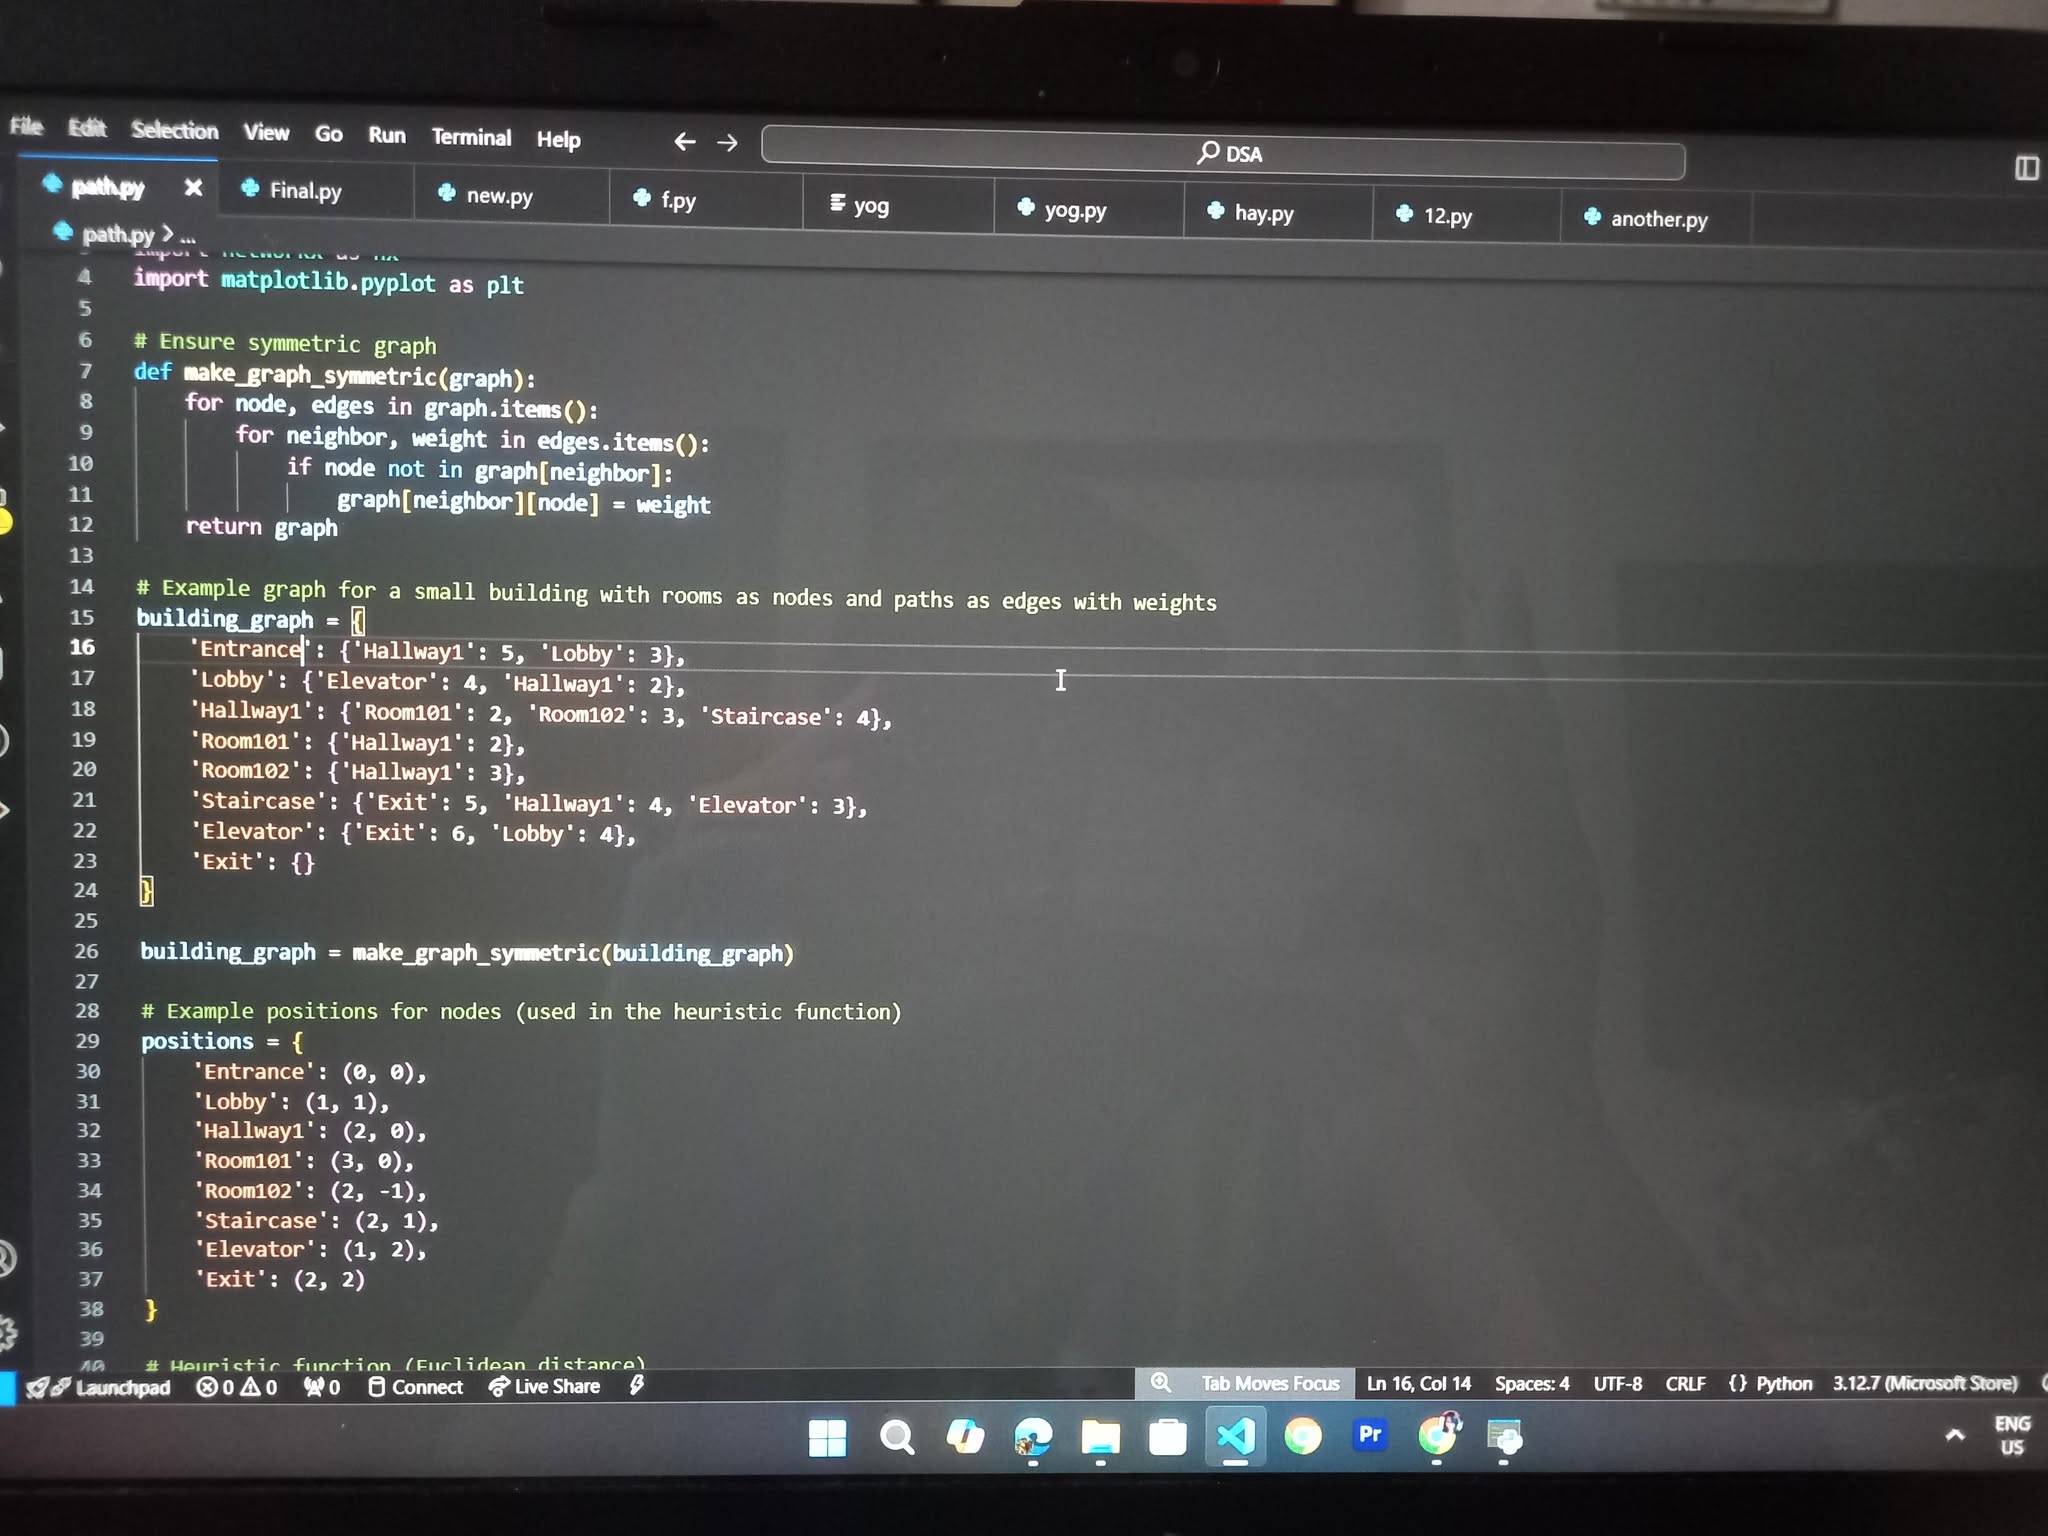 File Edit Selection View Go Run Terminal Help DSA
path.py Final.py new.py f.py yog yog.py hay.py 12.py another.py
path.py > ...
3 import networkx as nx
4 import matplotlib.pyplot as plt
5
6 # Ensure symmetric graph
7 def make_graph_symmetric(graph):
8 for node, edges in graph.items():
9 for neighbor, weight in edges.items():
10 if node not in graph[neighbor]:
11 graph[neighbor][node] = weight
12 return graph
13
14 # Example graph for a small building with rooms as nodes and paths as edges with weights
15 building_graph = {
16 'Entrance': {'Hallway1': 5, 'Lobby': 3},
17 'Lobby': {'Elevator': 4, 'Hallway1': 2},
18 'Hallway1': {'Room101': 2, 'Room102': 3, 'Staircase': 4},
19 'Room101': {'Hallway1': 2},
20 'Room102': {'Hallway1': 3},
21 'Staircase': {'Exit': 5, 'Hallway1': 4, 'Elevator': 3},
22 'Elevator': {'Exit': 6, 'Lobby': 4},
23 'Exit': {}
24 }
25
26 building_graph = make_graph_symmetric(building_graph)
27
28 # Example positions for nodes (used in the heuristic function)
29 positions = {
30 'Entrance': (0, 0),
31 'Lobby': (1, 1),
32 'Hallway1': (2, 0),
33 'Room101': (3, 0),
34 'Room102': (2, -1),
35 'Staircase': (2, 1),
36 'Elevator': (1, 2),
37 'Exit': (2, 2)
38 }
39
40 # Heuristic function (Euclidean distance)
Launchpad 0 0 0 Connect Live Share Tab Moves Focus Ln 16, Col 14 Spaces: 4 UTF-8 CRLF {} Python 3.12.7 (Microsoft Store)
Pr ENG
US